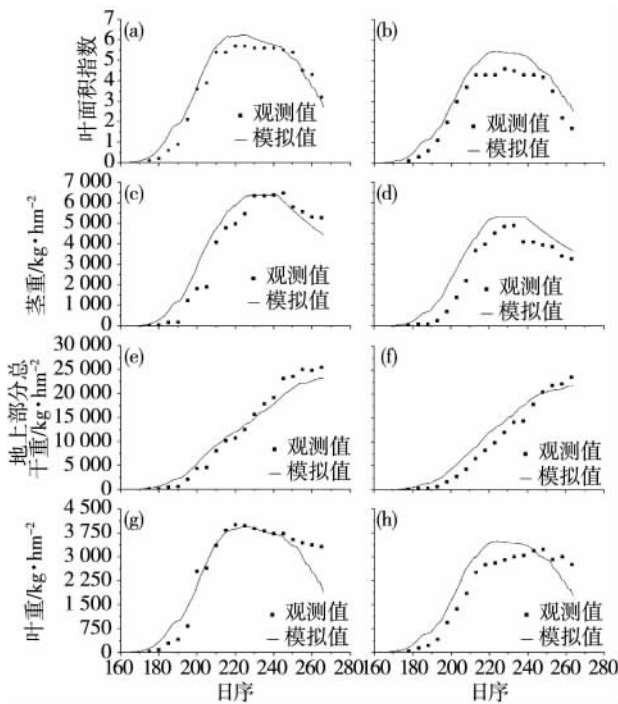 叶面积指数
7
6
5
4
3
2
1
0
(a)
观测值
模拟值
(b)
观测值
模拟值
茎重/kg·hm⁻²
7 000
6 000
5 000
4 000
3 000
2 000
1 000
0
(c)
观测值
模拟值
(d)
观测值
模拟值
地上部分总
干重/kg·hm⁻²
30 000
25 000
20 000
15 000
10 000
5 000
0
(e)
观测值
模拟值
(f)
观测值
模拟值
叶重/kg·hm⁻²
4 500
3 750
3 000
2 250
1 500
750
0
(g)
观测值
模拟值
(h)
观测值
模拟值
160 180 200 220 240 260 280 160 180 200 220 240 260 280
日序 日序